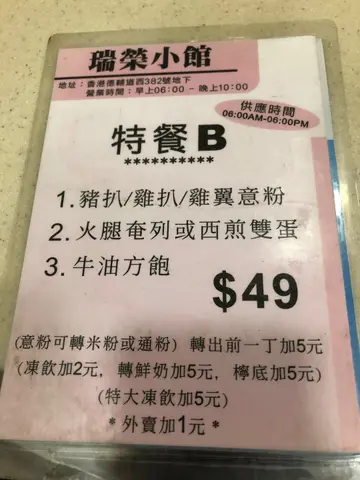 瑞榮小館
地址：香港德輔道西382號地下
營業時間：早上06:00 - 晚上10:00
供應時間
06:00AM-06:00PM
特餐B
**********
1. 豬扒/雞扒/雞翼意粉
2. 火腿奄列或西煎雙蛋
3. 牛油方飽
$49
(意粉可轉米粉或通粉) 轉出前一丁加5元
(凍飲加2元, 轉鮮奶加5元, 檸底加5元)
(特大凍飲加5元)
*外賣加1元*